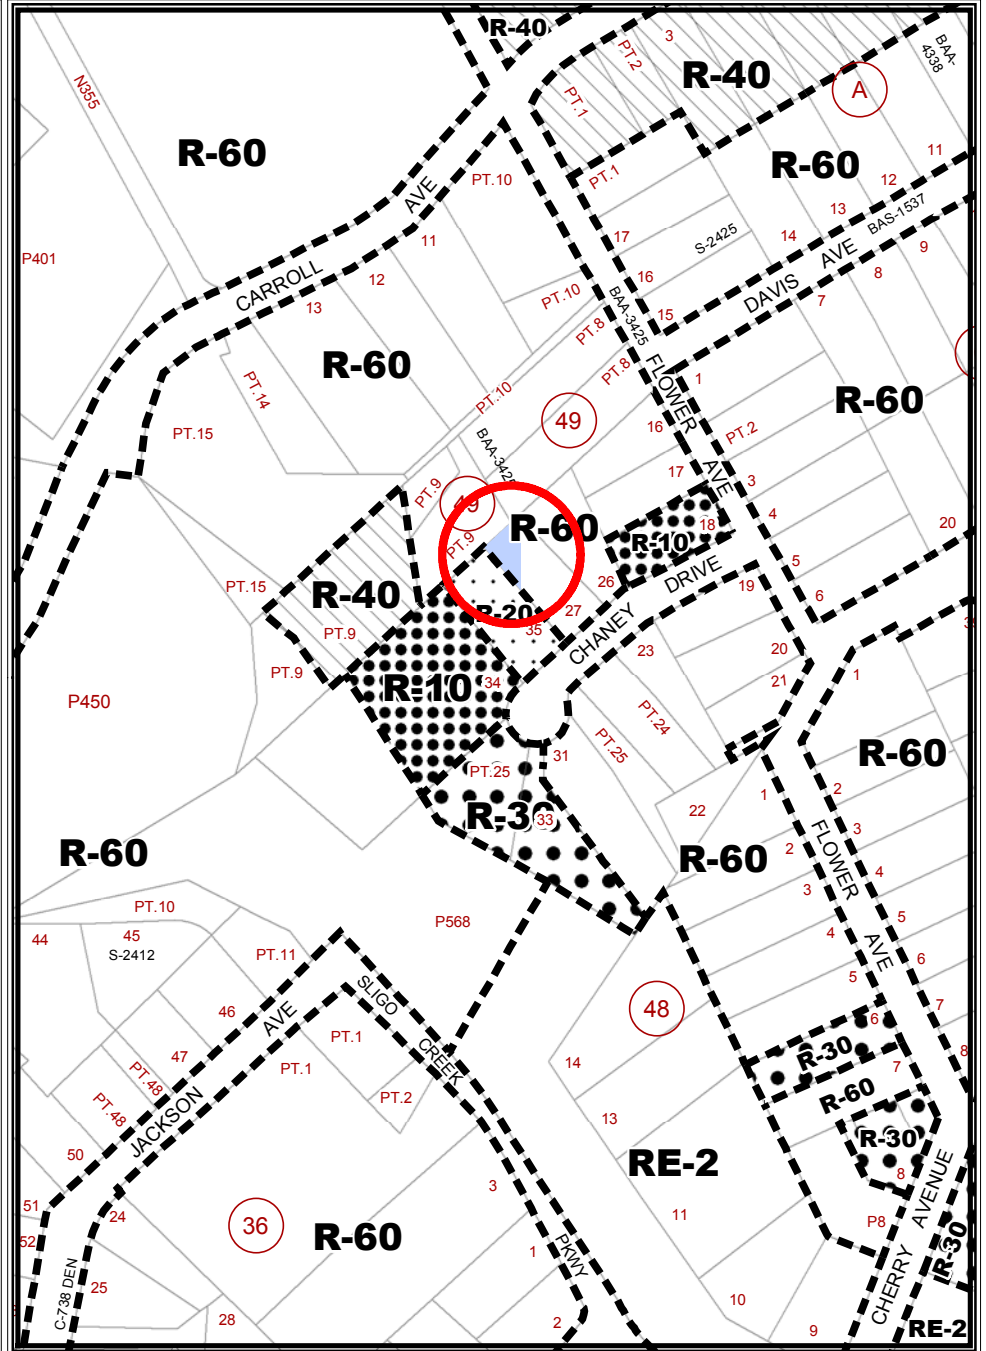 R-40
3
PT.2
R-40
BAA-
4338
N355
PT.1
A
R-60
R-60
11
PT.10
PT.1
12
AVE
13
BAS-1537
11
17
S-2425
14
AVE
9
P401
CARROLL
12
16
8
DAVIS
13
PT.10
BAA-3425
15
7
PT.8
R-60
FLOWER
PT.8
1
PT.14
PT.10
R-60
49
16
PT.2
PT.15
BAA-3425
AVE
17
3
PT.9
49
4
18
20
R-60
R-10
PT.9
5
DRIVE
PT.15
R-40
26
19
6
R-20
27
CHANEY
PT.9
35
23
20
PT.9
34
21
1
R-10
P450
PT.24
PT.25
31
R-60
PT.25
22
1
2
R-30
33
FLOWER
3
R-60
R-60
2
4
3
PT.10
P568
5
44
45
4
AVE
S-2412
PT.11
6
SLIGO
5
7
46
AVE
48
6
PT.1
CREEK
8
47
R-30
PT.48
PT.1
14
7
PT.2
R-60
PT.48
JACKSON
13
R-30
50
RE-2
8
3
AVENUE
51
24
11
P8
36
R-60
52
1
PKWY
R-30
C-738 DEN
25
CHERRY
10
28
2
9
RE-2